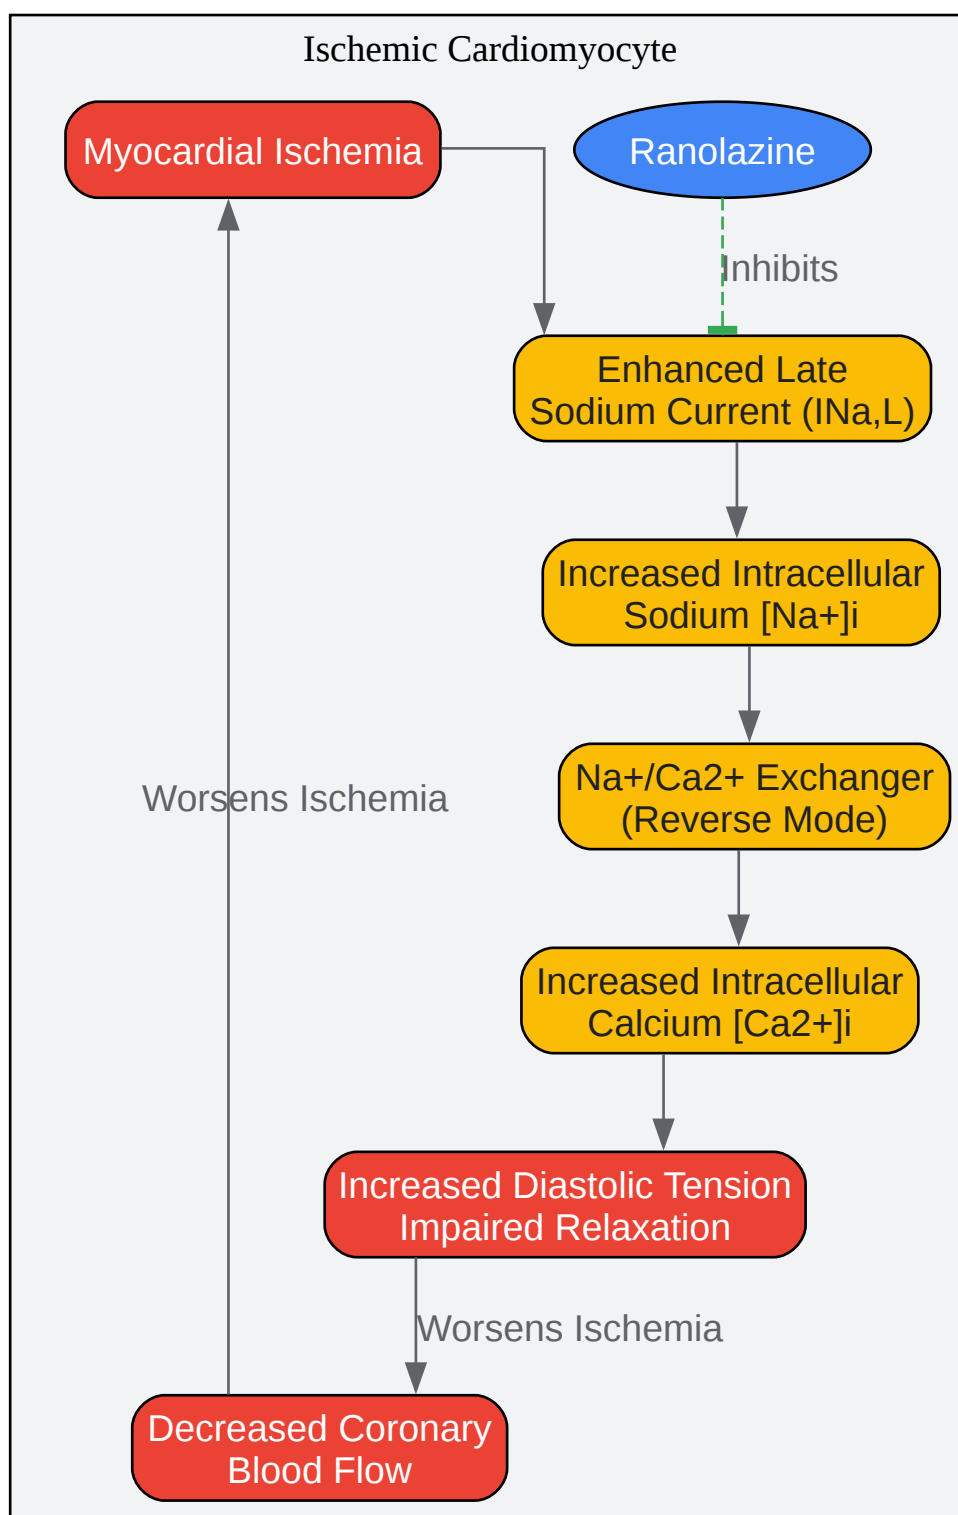 Ischemic Cardiomyocyte
Myocardial Ischemia
Ranolazine
Inhibits
Enhanced Late
Sodium Current (INa,L)
Increased Intracellular
Sodium [Na+]i
Na+/Ca2+ Exchanger
(Reverse Mode)
Worsens Ischemia
Increased Intracellular
Calcium [Ca2+]i
Increased Diastolic Tension
Impaired Relaxation
Worsens Ischemia
Decreased Coronary
Blood Flow